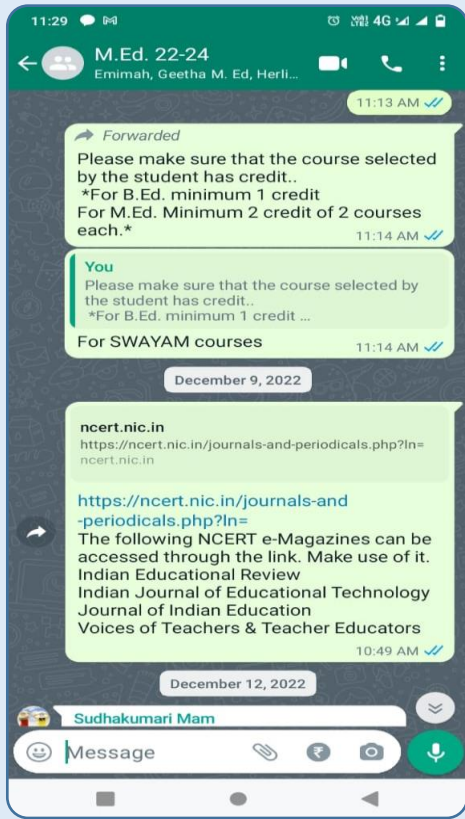 11:29
4G
M.Ed. 22-24
Emimah, Geetha M. Ed, Herli...
11:13 AM
Forwarded
Please make sure that the course selected
by the student has credit..
*For B.Ed. minimum 1 credit
For M.Ed. Minimum 2 credit of 2 courses
each.*
11:14 AM
You
Please make sure that the course selected by
the student has credit..
*For B.Ed. minimum 1 credit ...
For SWAYAM courses
11:14 AM
December 9, 2022
ncert.nic.in
https://ncert.nic.in/journals-and-periodicals.php?ln=
ncert.nic.in
https://ncert.nic.in/journals-and
-periodicals.php?ln=
The following NCERT e-Magazines can be
accessed through the link. Make use of it.
Indian Educational Review
Indian Journal of Educational Technology
Journal of Indian Education
Voices of Teachers & Teacher Educators
10:49 AM
December 12, 2022
Sudhakumari Mam
Message